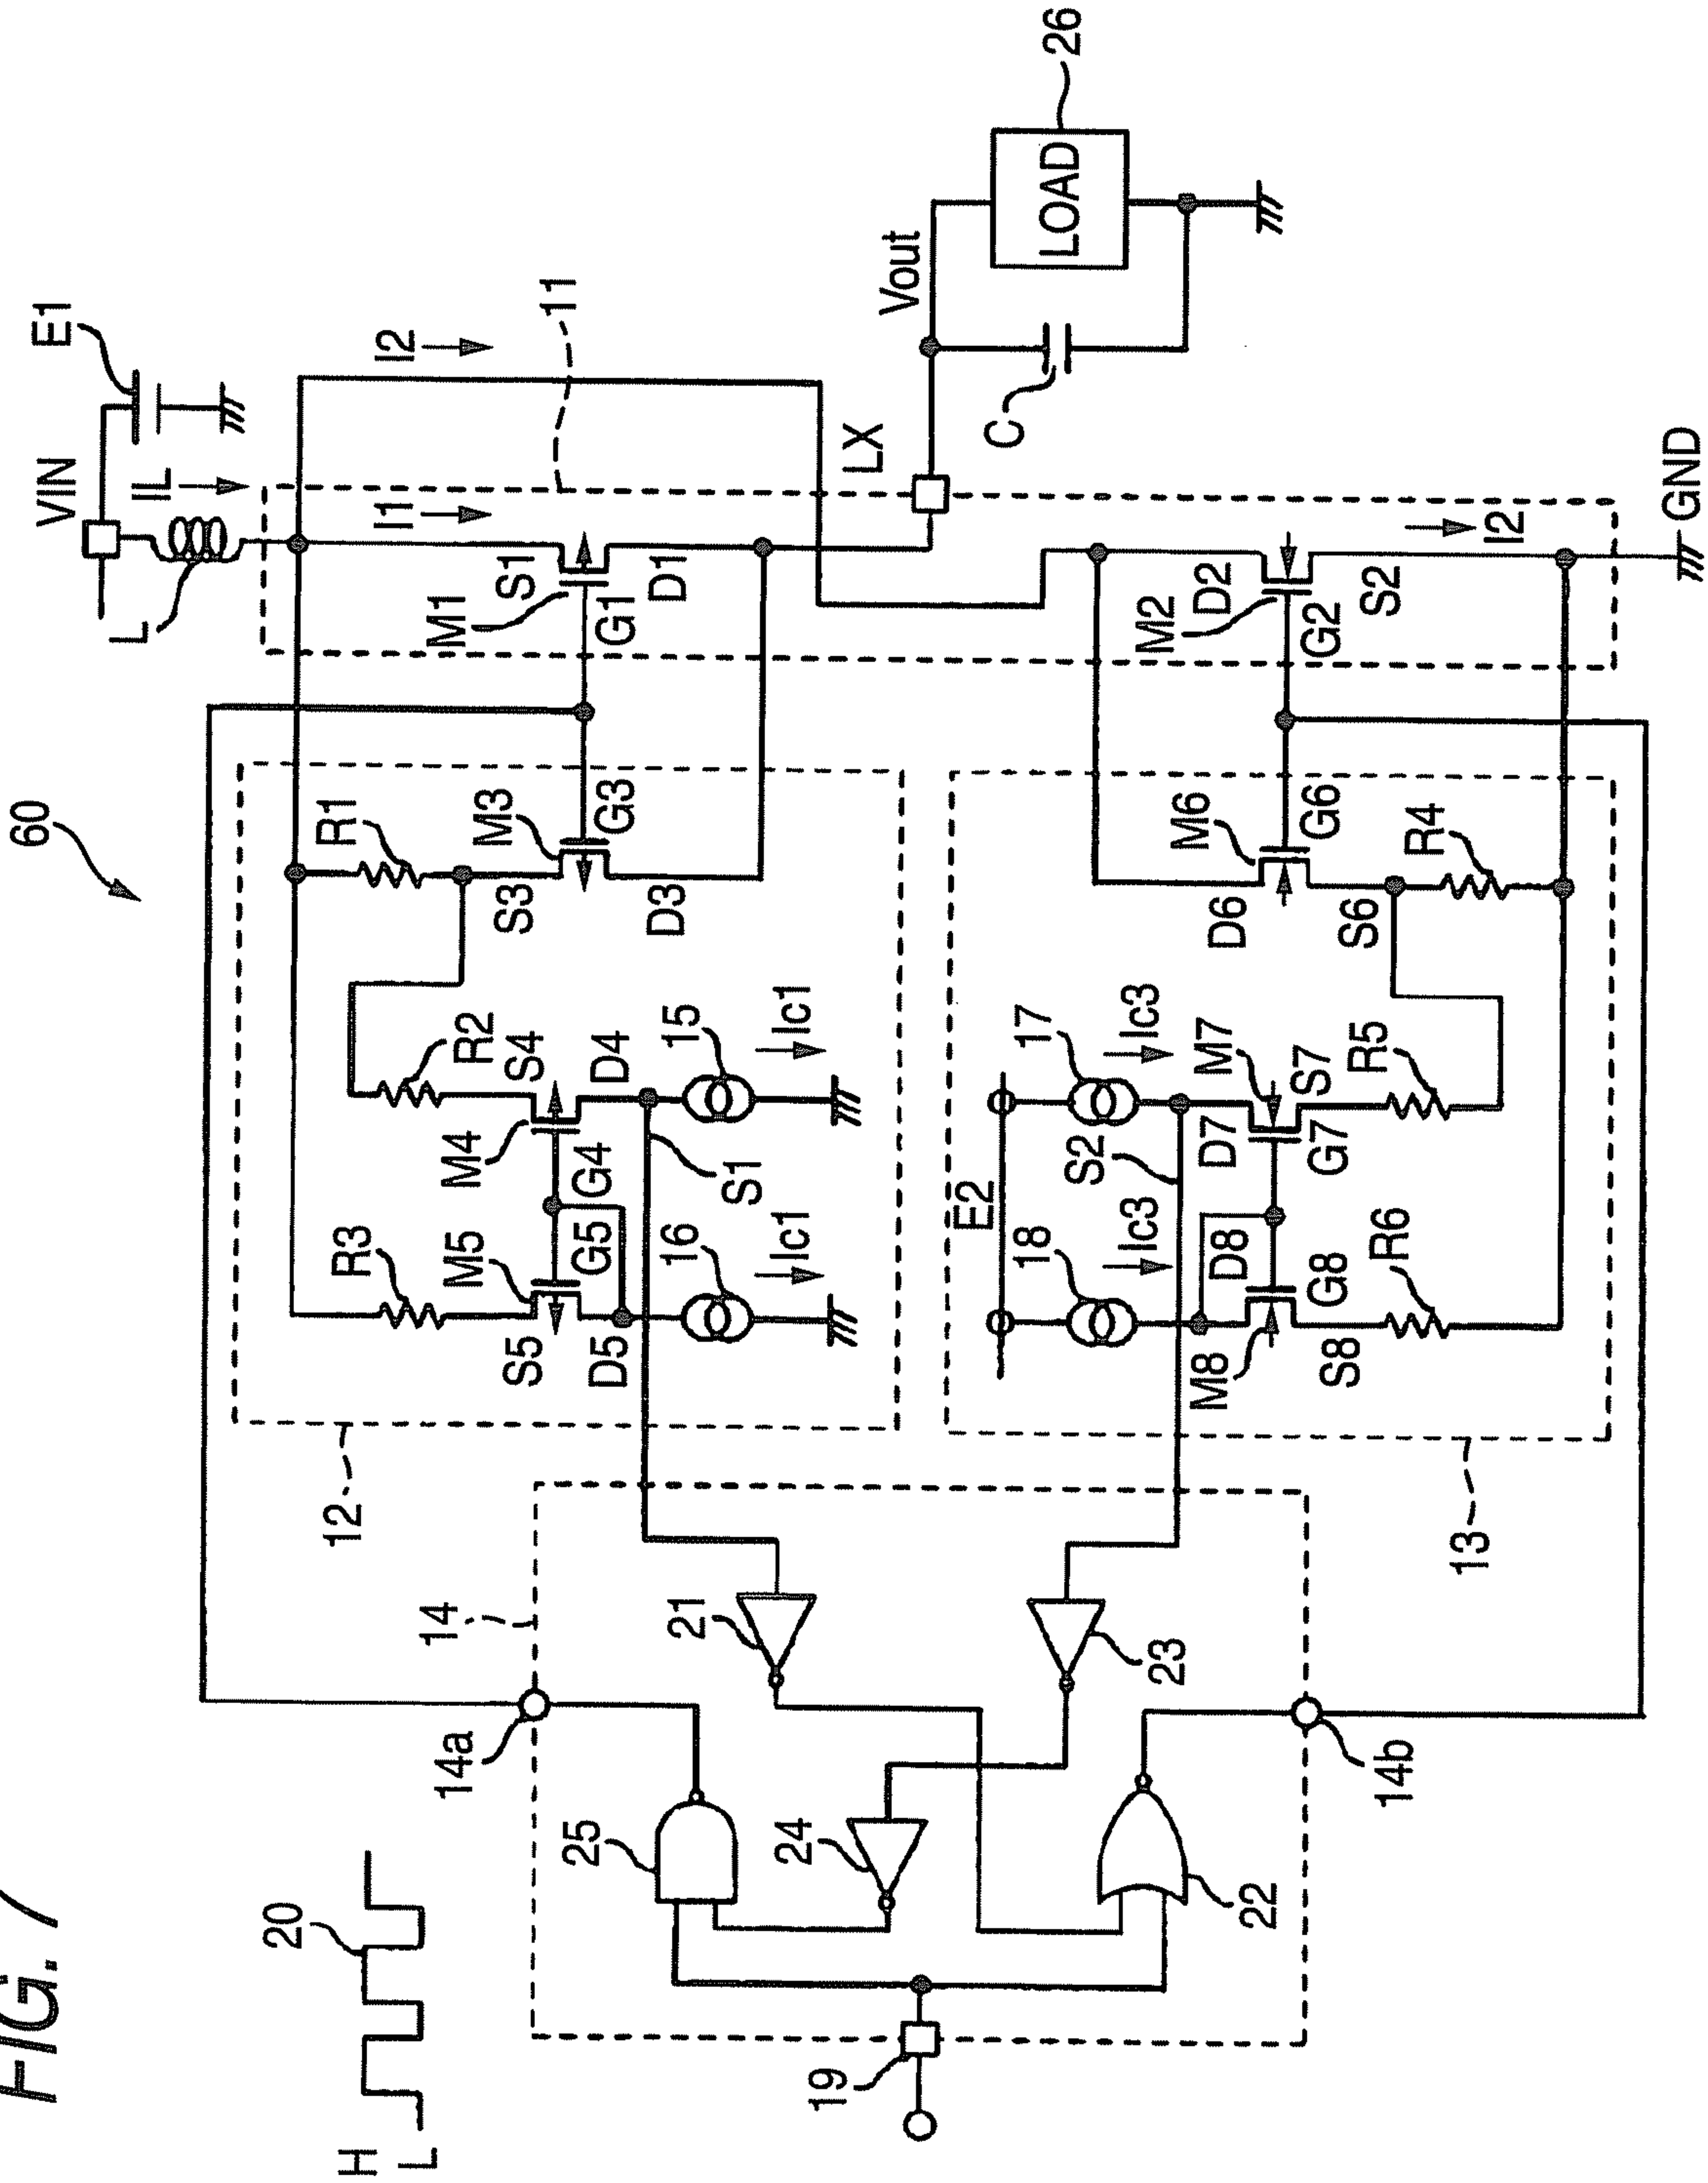 FIG. 7
60
VIN
E1
L
IL
I2
11
I1
S1
M1
G1
D1
LX
Vout
C
LOAD
26
R1
M3
G3
S3
D3
12
R3
R2
S4
M5
M4
G5
G4
S5
D4
D5
16
15
S1
Ic1
Ic1
D2
M2
G2
S2
I2
GND
M6
G6
D6
S6
R4
E2
18
17
Ic3
Ic3
S2
M7
D8
D7
S7
M8
G8
G7
S8
R6
R5
13
H
L
20
14
14a
25
21
24
23
19
22
14b